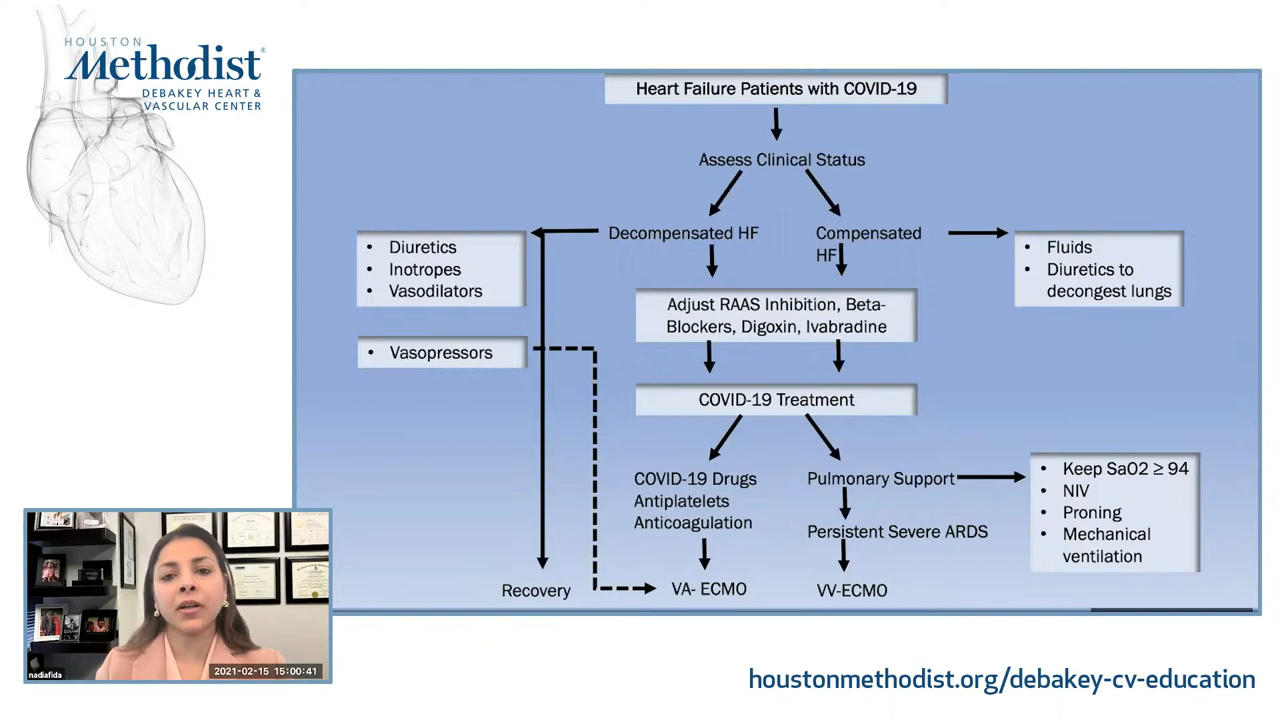 HOUSTON
Methodist®
DEBAKEY HEART &
VASCULAR CENTER
Heart Failure Patients with COVID-19
Assess Clinical Status
Decompensated HF
Compensated
HF
• Diuretics
• Inotropes
• Vasodilators
• Fluids
• Diuretics to
decongest lungs
Adjust RAAS Inhibition, Beta-
Blockers, Digoxin, Ivabradine
• Vasopressors
COVID-19 Treatment
COVID-19 Drugs
Antiplatelets
Anticoagulation
Pulmonary Support
• Keep SaO2 ≥ 94
• NIV
• Proning
• Mechanical
ventilation
Persistent Severe ARDS
Recovery
VA- ECMO
VV-ECMO
nadiafida
2021-02-15 15:00:41
houstonmethodist.org/debakey-cv-education